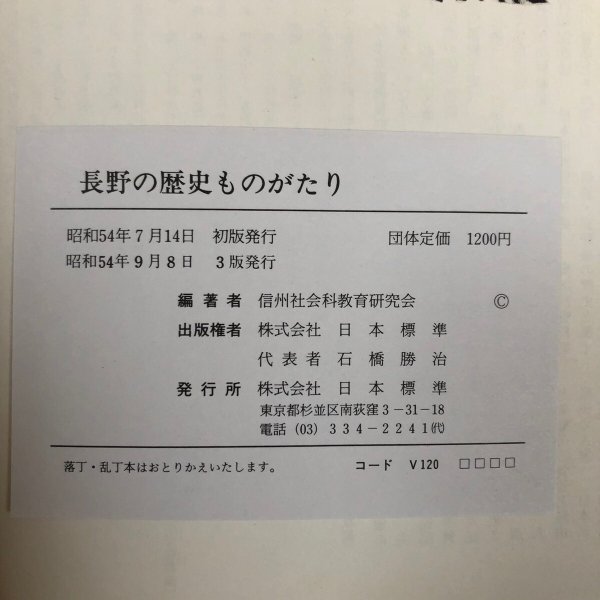 長野の歴史ものがたり
昭和54年7月14日 初版発行 団体定価 1200円
昭和54年9月8日 3版発行
編著者 信州社会科教育研究会 ©
出版権者 株式会社 日本標準
代表者 石橋勝治
発行所 株式会社 日本標準
東京都杉並区南荻窪3-31-18
電話 (03) 334-2241㈹
落丁・乱丁本はおとりかえいたします。 コード V120 □□□□